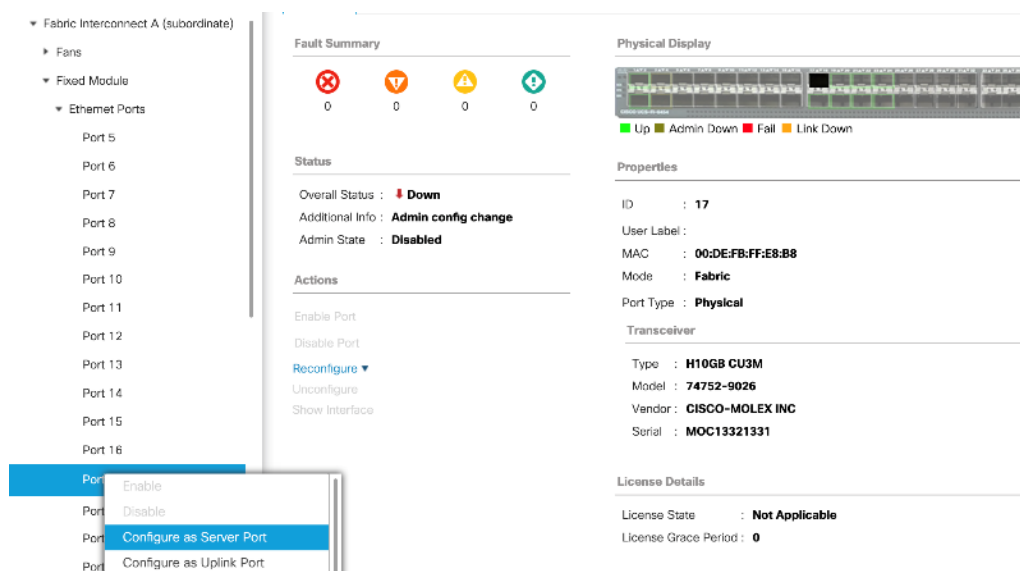 Fabric Interconnect A (subordinate)
Fans
Fixed Module
Ethernet Ports
Port 5
Port 6
Port 7
Port 8
Port 9
Port 10
Port 11
Port 12
Port 13
Port 14
Port 15
Port 16
Por
Port
Port
Port
Enable
Disable
Configure as Server Port
Configure as Uplink Port
Fault Summary
0 0 0 0
Status
Overall Status : Down
Additional Info : Admin config change
Admin State : Disabled
Actions
Enable Port
Disable Port
Reconfigure
Unconfigure
Show Interface
Physical Display
Up Admin Down Fail Link Down
Properties
ID : 17
User Label :
MAC : 00:DE:FB:FF:E8:B8
Mode : Fabric
Port Type : Physical
Transceiver
Type : H10GB CU3M
Model : 74752-9026
Vendor : CISCO-MOLEX INC
Serial : MOC13321331
License Details
License State : Not Applicable
License Grace Period : 0